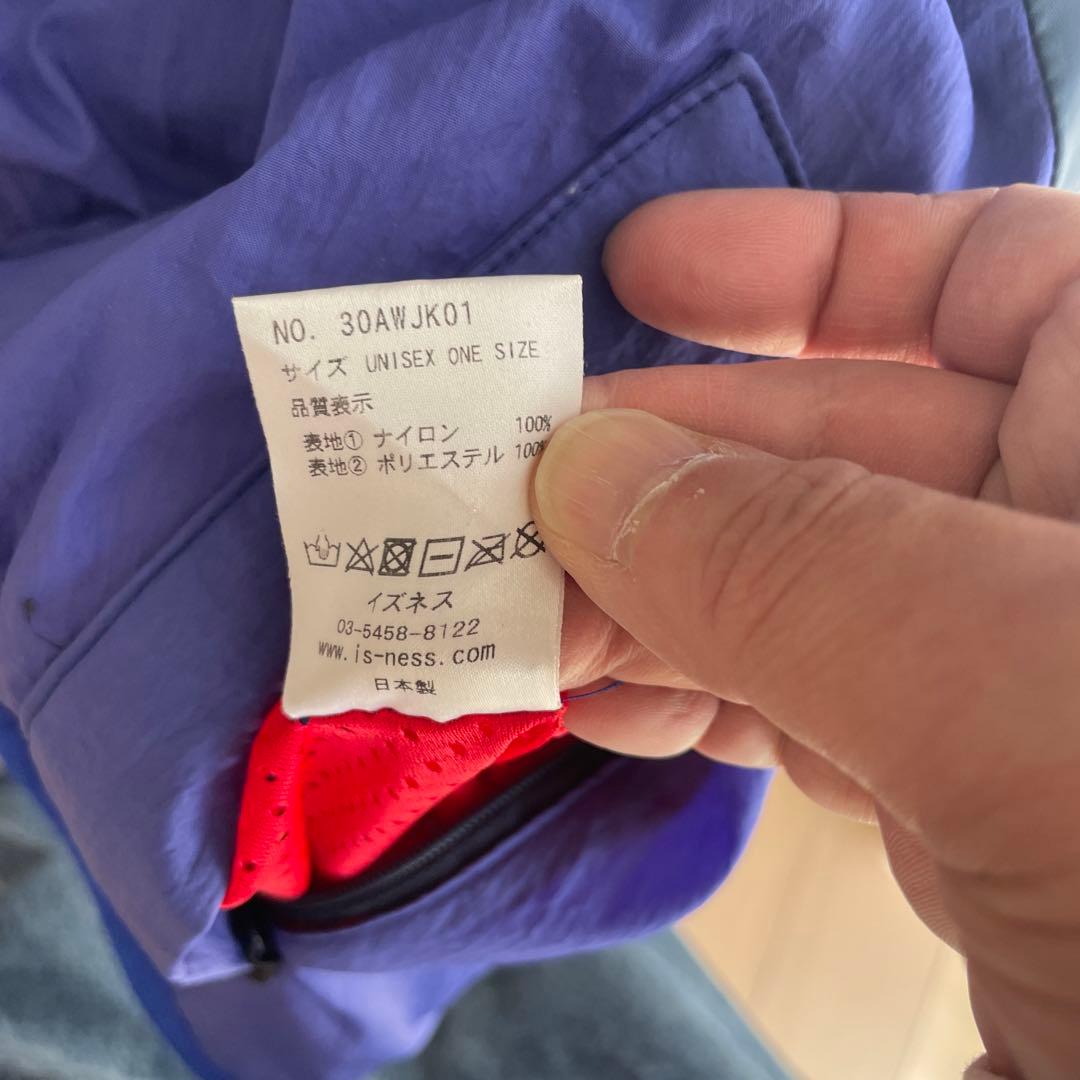 NO. 30AWJK01
サイズ UNISEX ONE SIZE
品質表示
表地① ナイロン 100%
表地② ポリエステル 100%
イズネス
03-5458-8122
www.is-ness.com
日本製